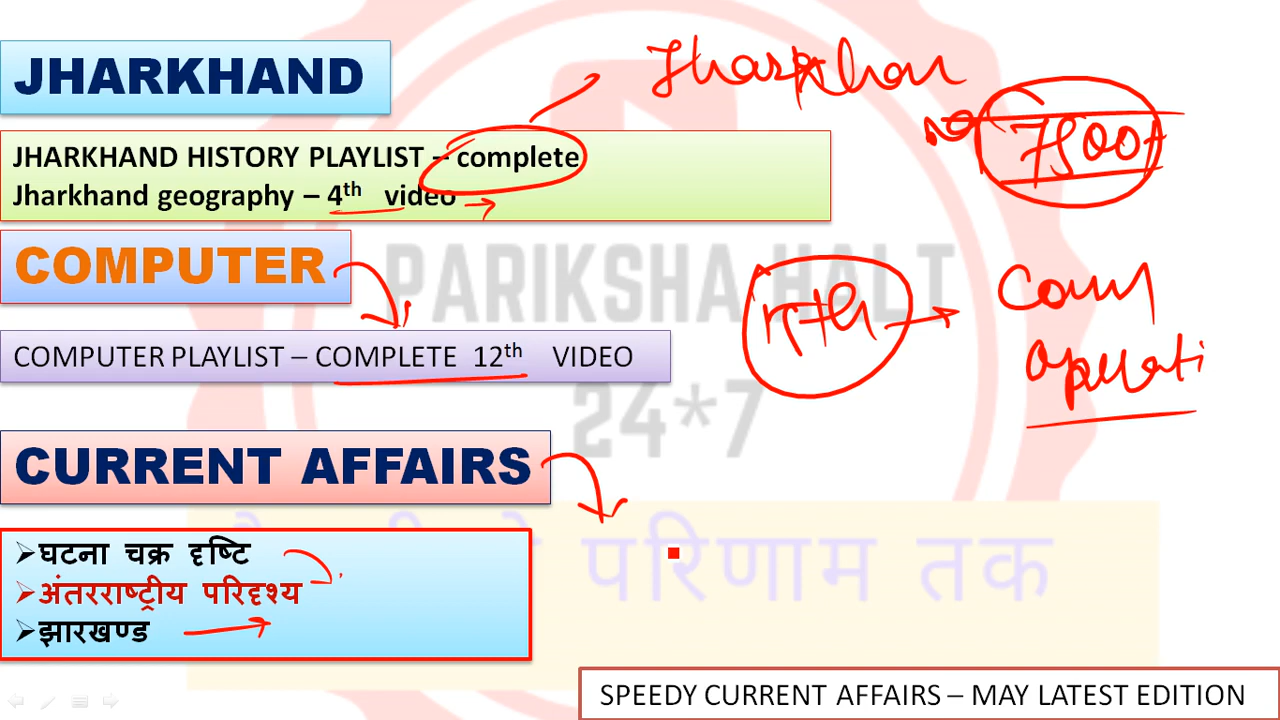 JHARKHAND
JHARKHAND HISTORY PLAYLIST – complete
Jharkhand geography – 4th video
COMPUTER
COMPUTER PLAYLIST – COMPLETE 12th VIDEO
CURRENT AFFAIRS
➢घटना चक्र दृष्टि
➢अंतरराष्ट्रीय परिदृश्य
➢झारखण्ड
SPEEDY CURRENT AFFAIRS – MAY LATEST EDITION
PARIKSHA HALT
24*7
परिणाम तक